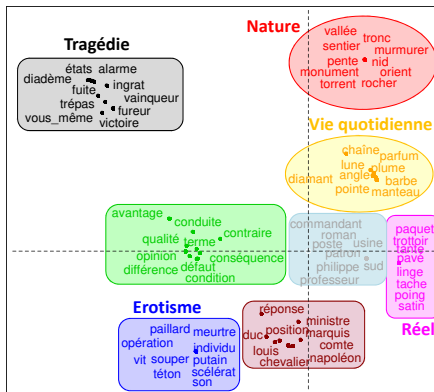 Tragédie
états alarme
diadème
ingrat
fuite
vainqueur
trépas
fureur
vous_même
victoire
Nature
vallée
tronc
sentier
murmurer
pente
nid
monument
orient
torrent
rocher
Vie quotidienne
chaîne
parfum
lune
plume
diamant
angle
barbe
pointe
manteau
avantage
conduite
contraire
qualité
terme
opinion
conséquence
différence
défaut
condition
commandant
roman
poste
usine
patron
philippe
sud
professeur
paquet
trottoir
tante
pavé
linge
tache
poing
satin
Réel
Erotisme
paillard
meurtre
opération
individu
vit souper
putain
téton
scélérat
son
réponse
ministre
position
duc
marquis
louis
comte
chevalier
napoléon